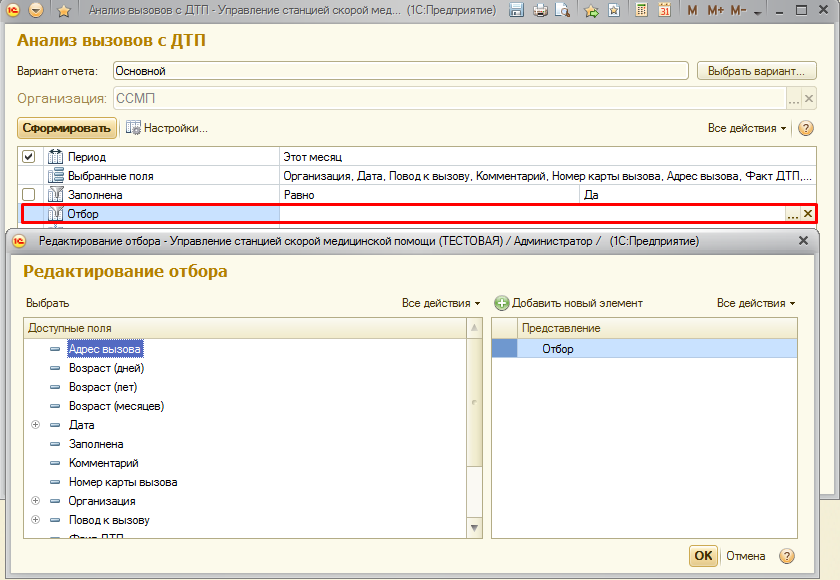 Анализ вызовов с ДТП - Управление станцией скорой мед... (1С:Предприятие)
M M+ M-
Анализ вызовов с ДТП
Вариант отчета: Основной Выбрать вариант...
Организация: ССМП ...
Сформировать Настройки... Все действия ?
Период Этот месяц
Выбранные поля Организация, Дата, Повод к вызову, Комментарий, Номер карты вызова, Адрес вызова, Факт ДТП,...
Заполнена Равно Да
Отбор ...
Редактирование отбора - Управление станцией скорой медицинской помощи (ТЕСТОВАЯ) / Администратор / (1С:Предприятие)
Редактирование отбора
Выбрать Все действия Добавить новый элемент Все действия
Доступные поля Представление
Адрес вызова Отбор
Возраст (дней)
Возраст (лет)
Возраст (месяцев)
Дата
Заполнена
Комментарий
Номер карты вызова
Организация
Повод к вызову
Факт ДТП
OK Отмена ?